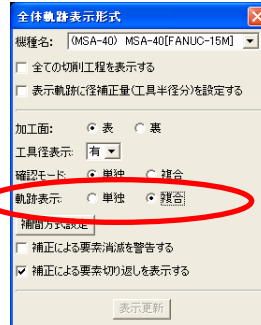 全体軌跡表示形式
機種名: (MSA-40) MSA-40[FANUC-15M]
全ての切削工程を表示する
表示軌跡に径補正量(工具半径分)を設定する
加工面: 表 裏
工具径表示: 有
確認モード: 単独 複合
軌跡表示: 単独 複合
補間方式設定
補正による要素消滅を警告する
補正による要素切り返しを表示する
表示更新